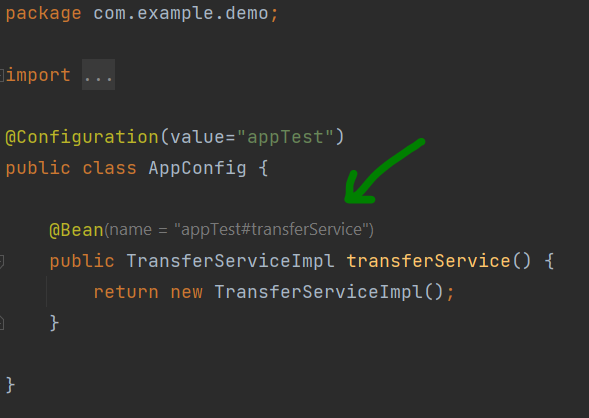 package com.example.demo;
import ...
@Configuration(value="appTest")
public class AppConfig {
@Bean(name = "appTest#transferService")
public TransferServiceImpl transferService() {
return new TransferServiceImpl();
}
}